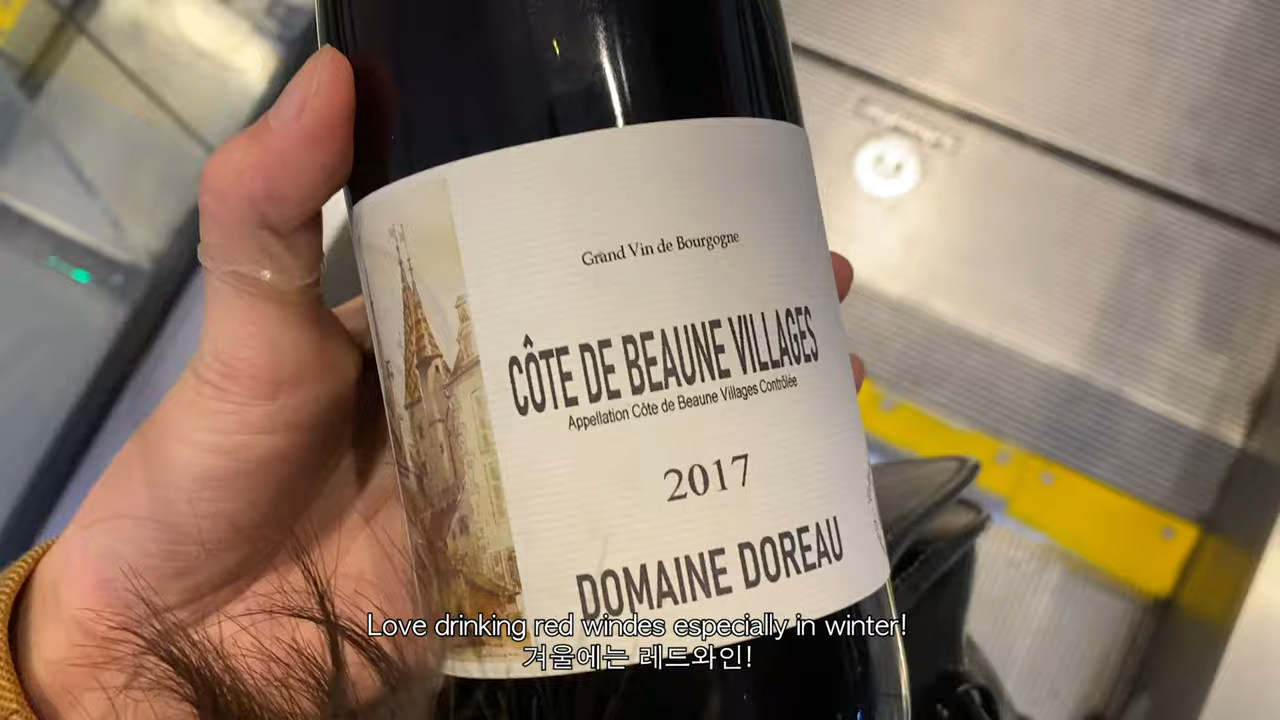 Grand Vin de Bourgogne
CÔTE DE BEAUNE VILLAGES
Appellation Côte de Beaune Villages Contrôlée
2017
DOMAINE DOREAU
Love drinking red windes especially in winter!
겨울에는 레드와인!